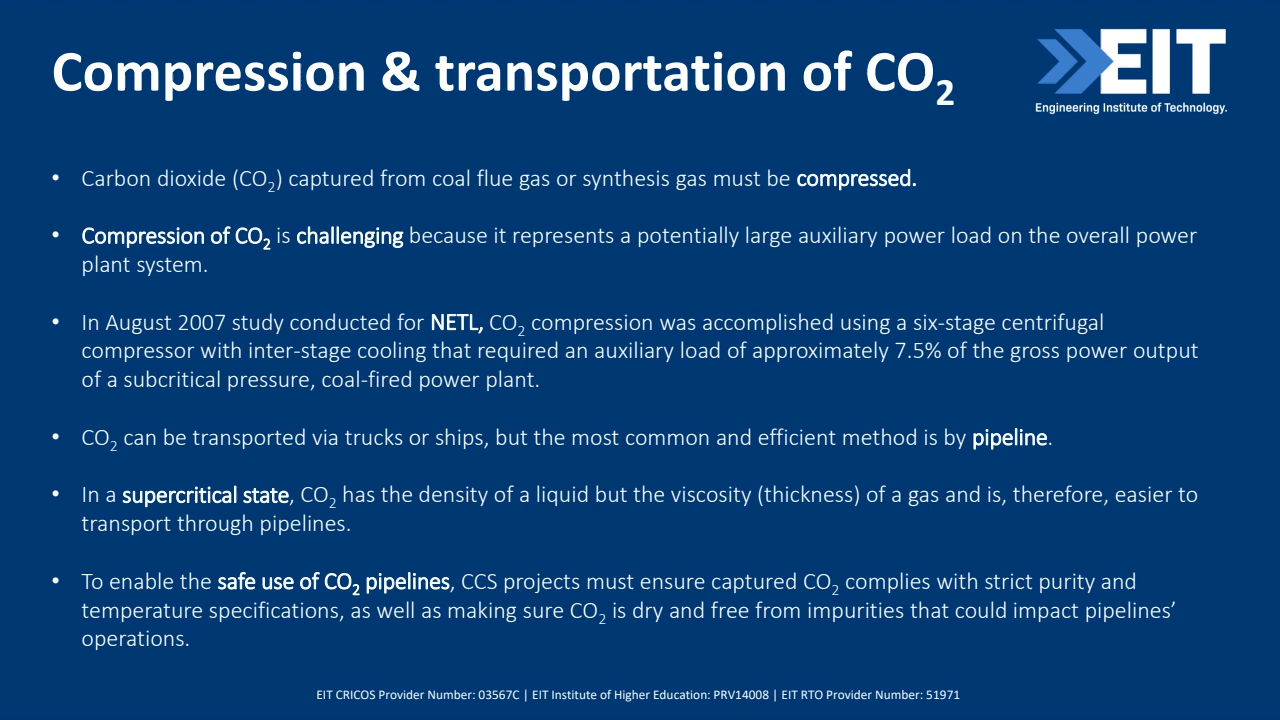 Compression & transportation of CO₂
EIT
Engineering Institute of Technology.
• Carbon dioxide (CO₂) captured from coal flue gas or synthesis gas must be compressed.
• Compression of CO₂ is challenging because it represents a potentially large auxiliary power load on the overall power
plant system.
• In August 2007 study conducted for NETL, CO₂ compression was accomplished using a six-stage centrifugal
compressor with inter-stage cooling that required an auxiliary load of approximately 7.5% of the gross power output
of a subcritical pressure, coal-fired power plant.
• CO₂ can be transported via trucks or ships, but the most common and efficient method is by pipeline.
• In a supercritical state, CO₂ has the density of a liquid but the viscosity (thickness) of a gas and is, therefore, easier to
transport through pipelines.
• To enable the safe use of CO₂ pipelines, CCS projects must ensure captured CO₂ complies with strict purity and
temperature specifications, as well as making sure CO₂ is dry and free from impurities that could impact pipelines’
operations.
EIT CRICOS Provider Number: 03567C | EIT Institute of Higher Education: PRV14008 | EIT RTO Provider Number: 51971